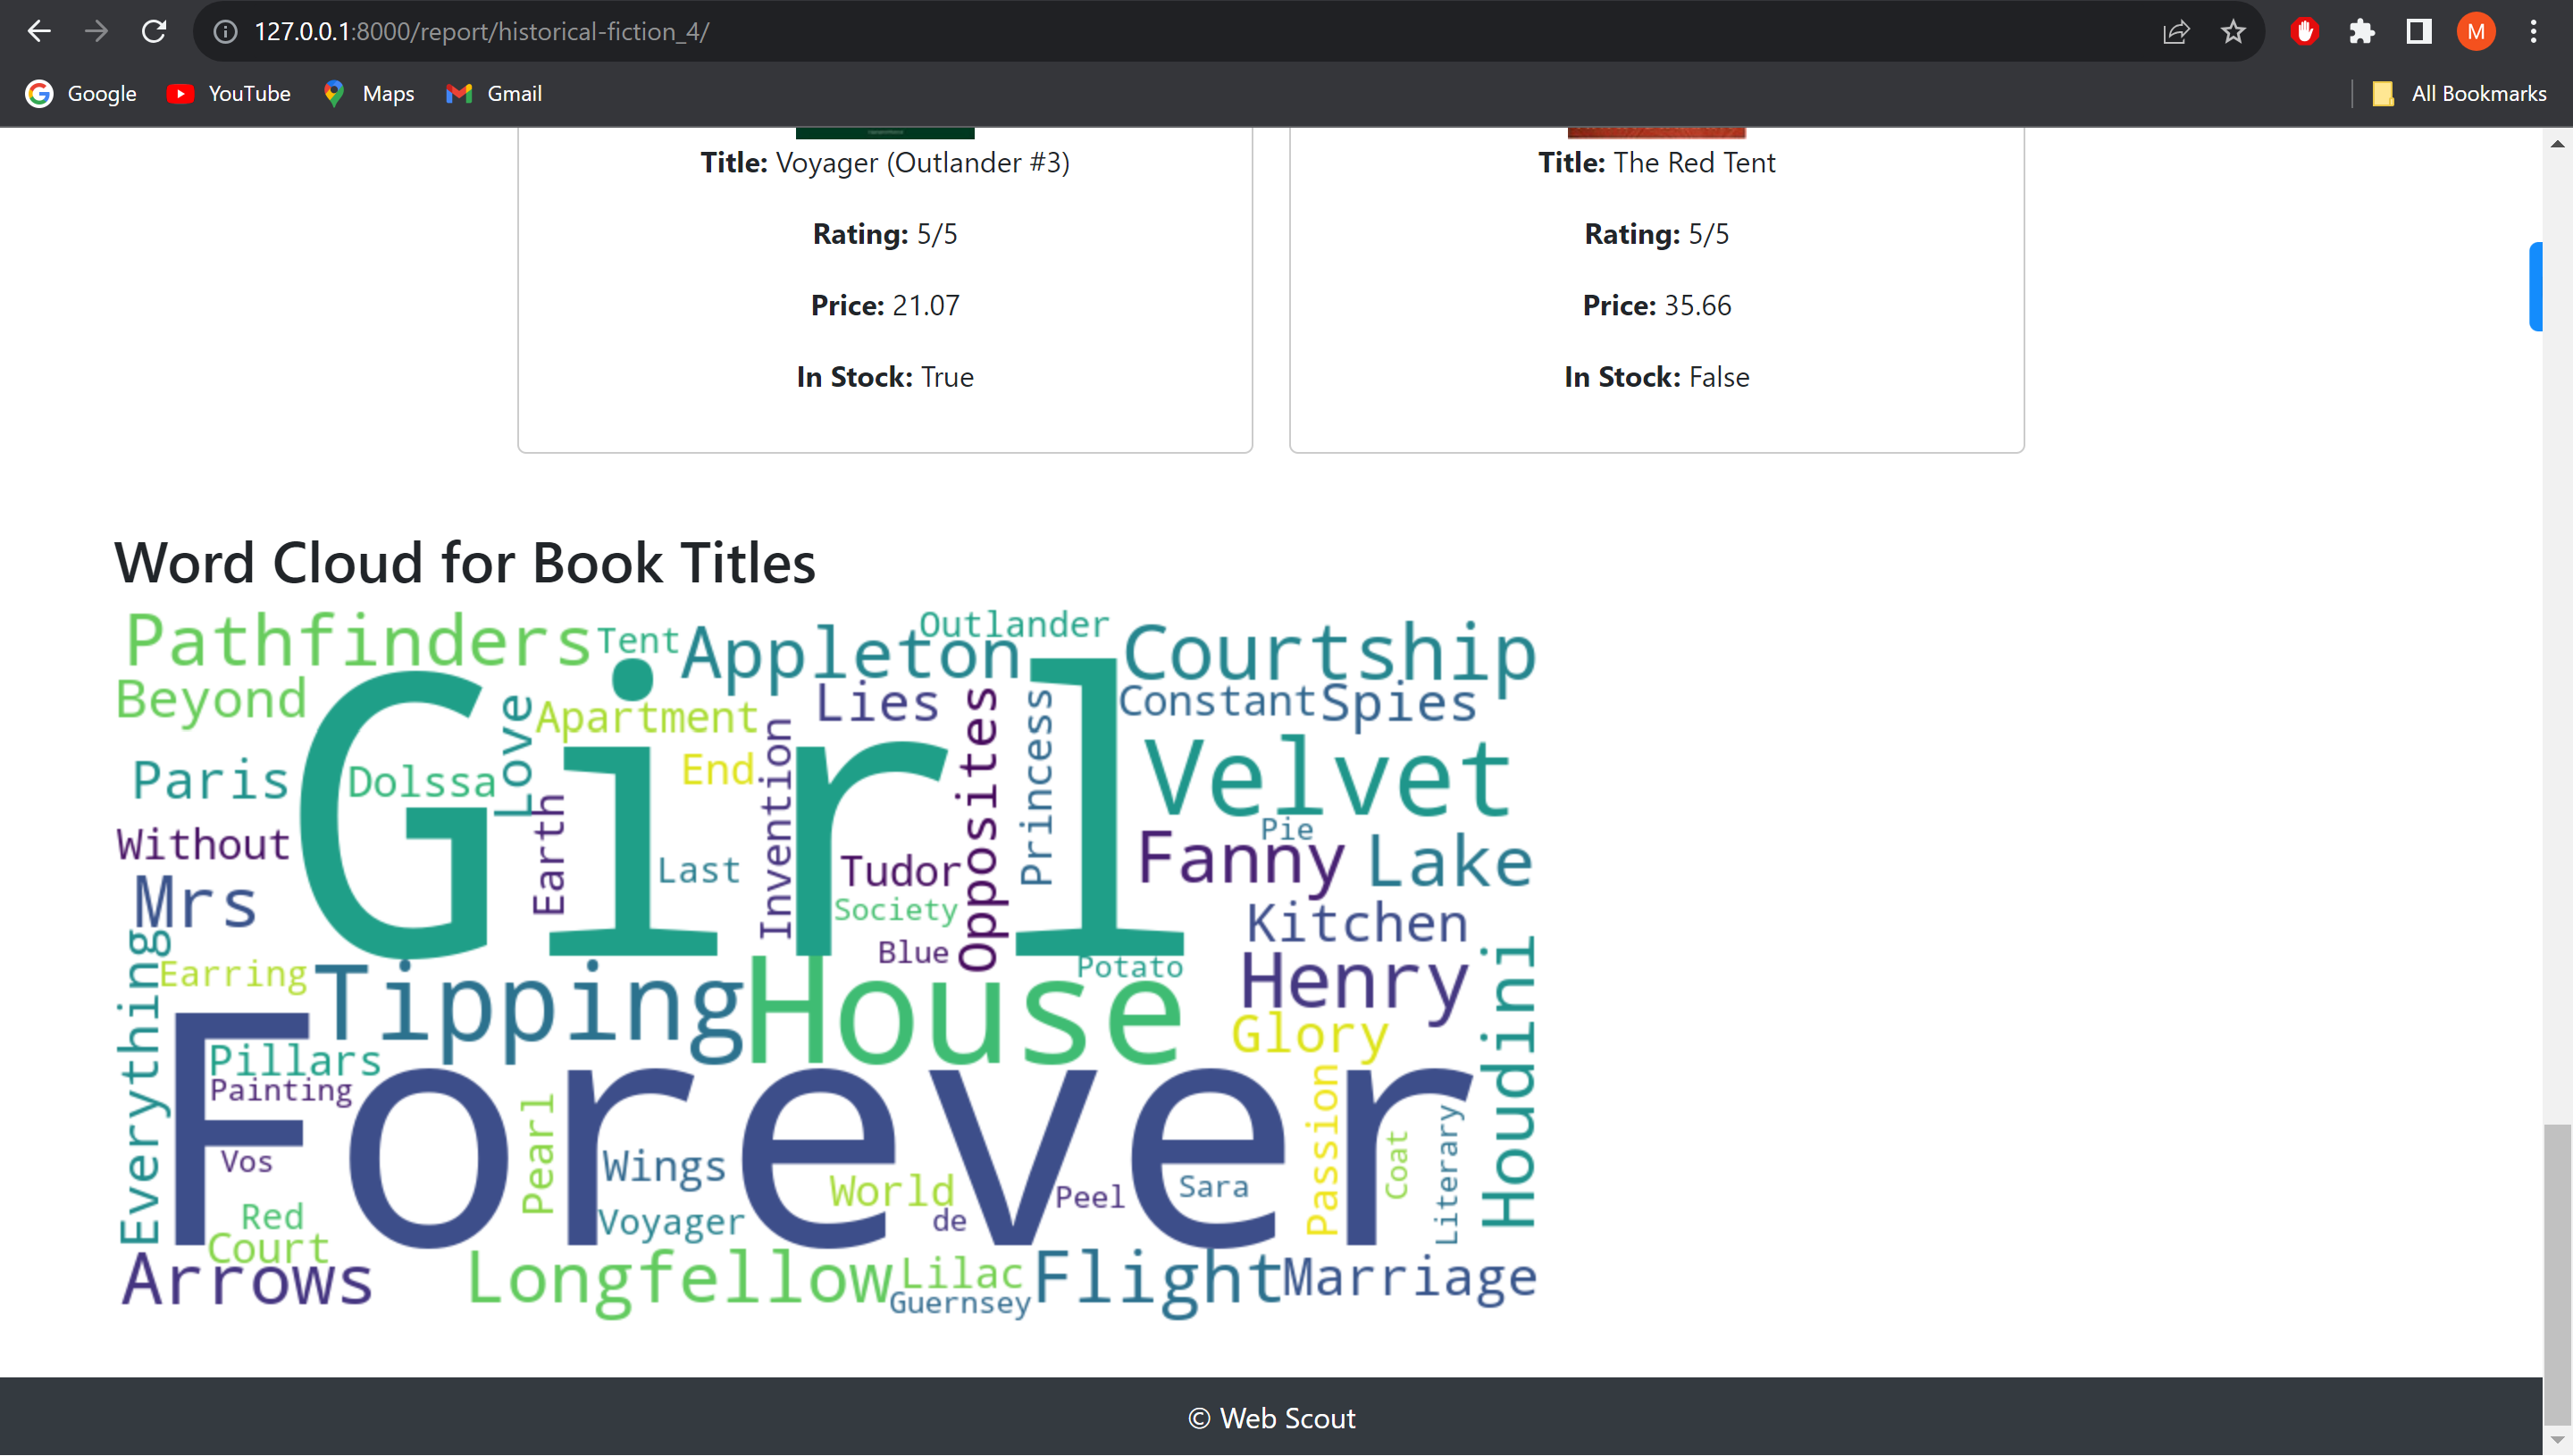 127.0.0.1:8000/report/historical-fiction_4/
M
Google YouTube Maps Gmail All Bookmarks
Title: Voyager (Outlander #3)
Rating: 5/5
Price: 21.07
In Stock: True
Title: The Red Tent
Rating: 5/5
Price: 35.66
In Stock: False
Word Cloud for Book Titles
Pathfinders
Tent
Appleton
Outlander
Courtship
Beyond
Love
Apartment
Lies
Constant
Spies
Girl
Paris
Dolssa
End
Invention
Opposites
Princess
Velvet
Without
Earth
Last
Tudor
Pie
Fanny
Lake
Mrs
Society
Blue
Kitchen
Everything
Earring
Tipping
House
Potato
Henry
Houdini
Glory
Pillars
Painting
Forever
Pearl
Passion
Coat
Literary
Vos
Wings
World
Peel
Sara
Red
Voyager
de
Court
Arrows
Longfellow
Lilac
Guernsey
Flight
Marriage
© Web Scout